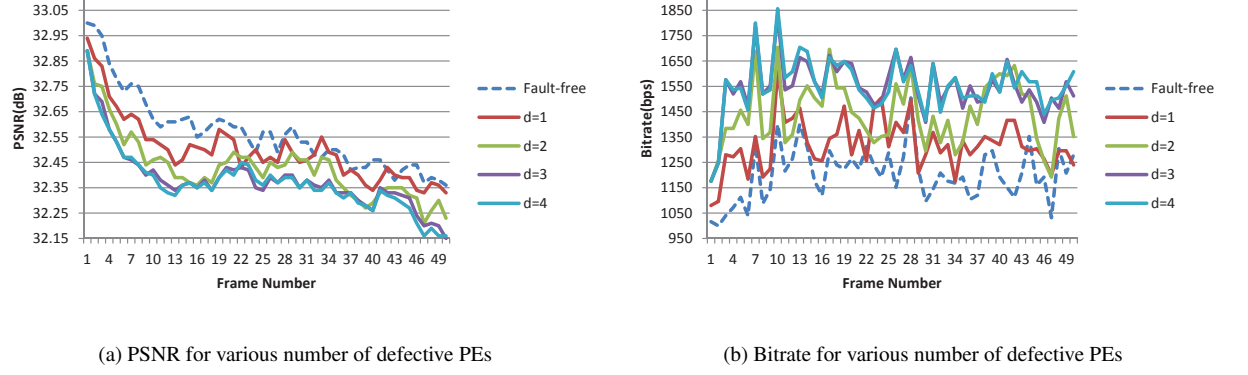 33.05
32.95
32.85
32.75
32.65
32.55
32.45
32.35
32.25
32.15
PSNR(dB)
1 4 7 10 13 16 19 22 25 28 31 34 37 40 43 46 49
Frame Number
Fault-free
d=1
d=2
d=3
d=4
1850
1750
1650
1550
1450
1350
1250
1150
1050
950
Bitrate(bps)
1 4 7 10 13 16 19 22 25 28 31 34 37 40 43 46 49
Frame Number
Fault-free
d=1
d=2
d=3
d=4
(a) PSNR for various number of defective PEs
(b) Bitrate for various number of defective PEs